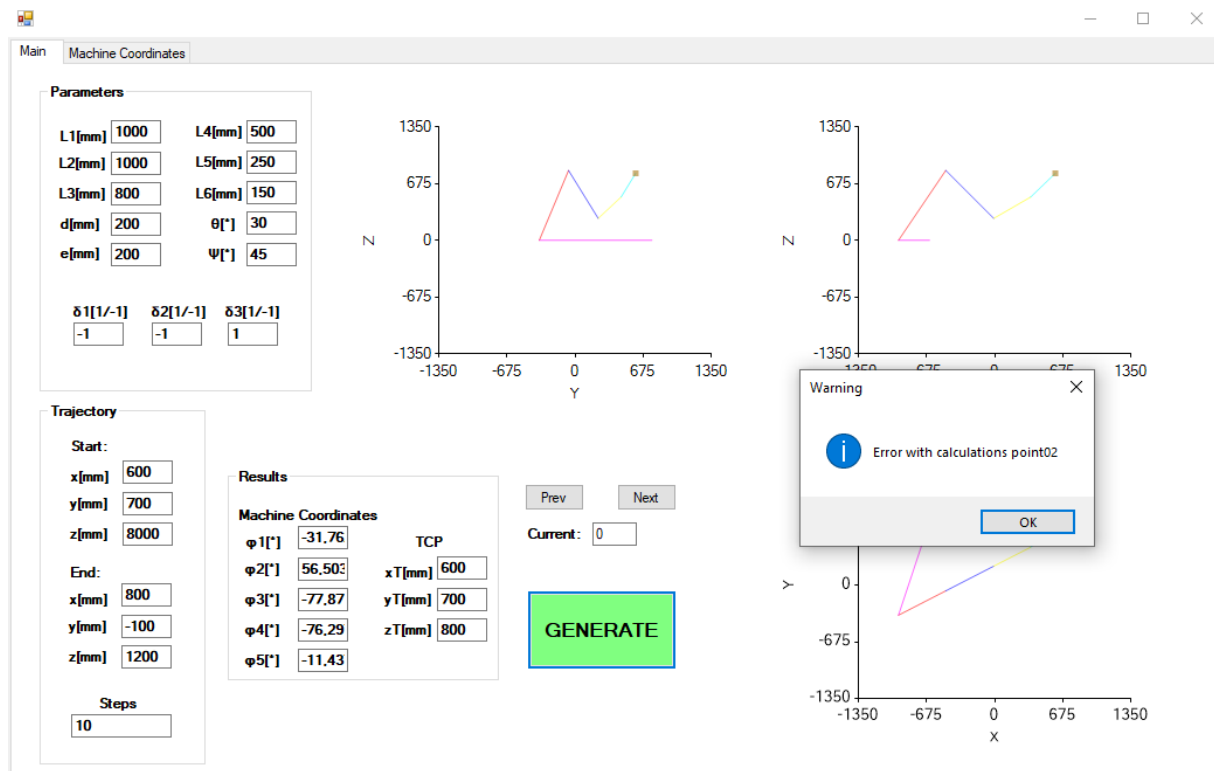 Main Machine Coordinates
Parameters
L1[mm] 1000 L4[mm] 500
L2[mm] 1000 L5[mm] 250
L3[mm] 800 L6[mm] 150
d[mm] 200 θ[°] 30
e[mm] 200 Ψ[°] 45
δ1[1/-1] δ2[1/-1] δ3[1/-1]
-1 -1 1
1350
675
0
-675
-1350
Z
-1350 -675 0 675 1350
Y
1350
675
0
-675
-1350
Z
-1350 -675 0 675 1350
Warning
Error with calculations point02
OK
Trajectory
Start:
x[mm] 600
y[mm] 700
z[mm] 8000
End:
x[mm] 800
y[mm] -100
z[mm] 1200
Steps
10
Results
Machine Coordinates
φ1[°] -31,76 TCP
φ2[°] 56,503 xT[mm] 600
φ3[°] -77,87 yT[mm] 700
φ4[°] -76,29 zT[mm] 800
φ5[°] -11,43
Prev Next
Current: 0
GENERATE
0
-675
-1350
Y
-1350 -675 0 675 1350
X